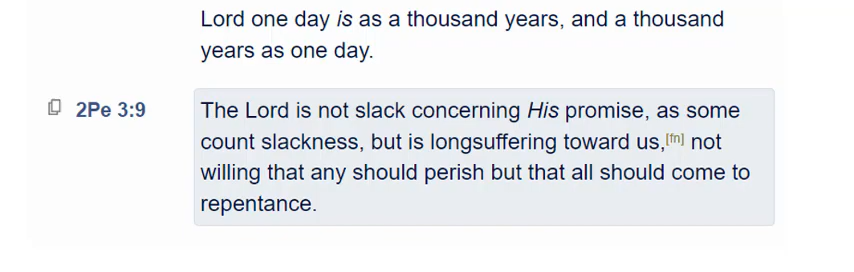 Lord one day is as a thousand years, and a thousand
years as one day.
2Pe 3:9 The Lord is not slack concerning His promise, as some
count slackness, but is longsuffering toward us,[fn] not
willing that any should perish but that all should come to
repentance.